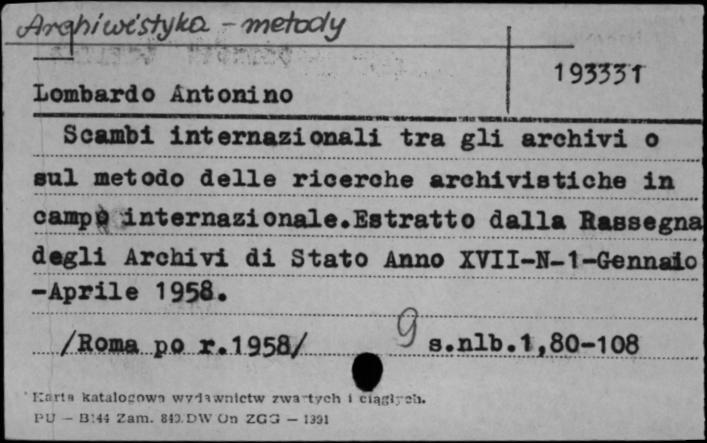 Archiwistyka - metody
193331
Lombardo Antonino
Scambi internazionali tra gli archivi o
sul metodo delle ricerche archivistiche in
campo internazionale.Estratto dalla Rassegna
degli Archivi di Stato Anno XVII-N-1-Gennaio
-Aprile 1958.
/Roma po r.1958/ 9 s.nlb.1,80-108
Karta katalogowa wydawnictw zwartych i ciągłych.
PU - B144 Zam. 840.DW On ZGG - 1391